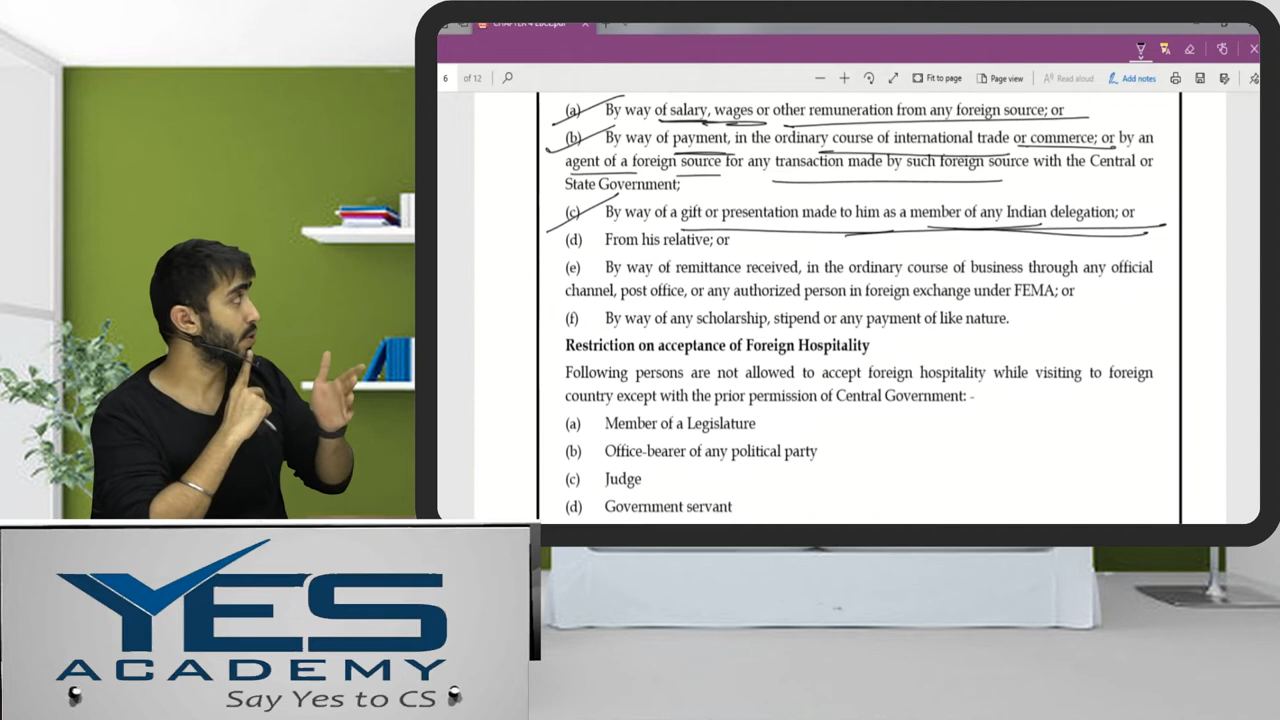 CHAPTER 4 EBCL.pdf
6 of 12
Fit to page
Page view
Read aloud
Add notes
(a) By way of salary, wages or other remuneration from any foreign source; or
(b) By way of payment, in the ordinary course of international trade or commerce; or by an
agent of a foreign source for any transaction made by such foreign source with the Central or
State Government;
(c) By way of a gift or presentation made to him as a member of any Indian delegation; or
(d) From his relative; or
(e) By way of remittance received, in the ordinary course of business through any official
channel, post office, or any authorized person in foreign exchange under FEMA; or
(f) By way of any scholarship, stipend or any payment of like nature.
Restriction on acceptance of Foreign Hospitality
Following persons are not allowed to accept foreign hospitality while visiting to foreign
country except with the prior permission of Central Government: -
(a) Member of a Legislature
(b) Office-bearer of any political party
(c) Judge
(d) Government servant
YES
ACADEMY
Say Yes to CS